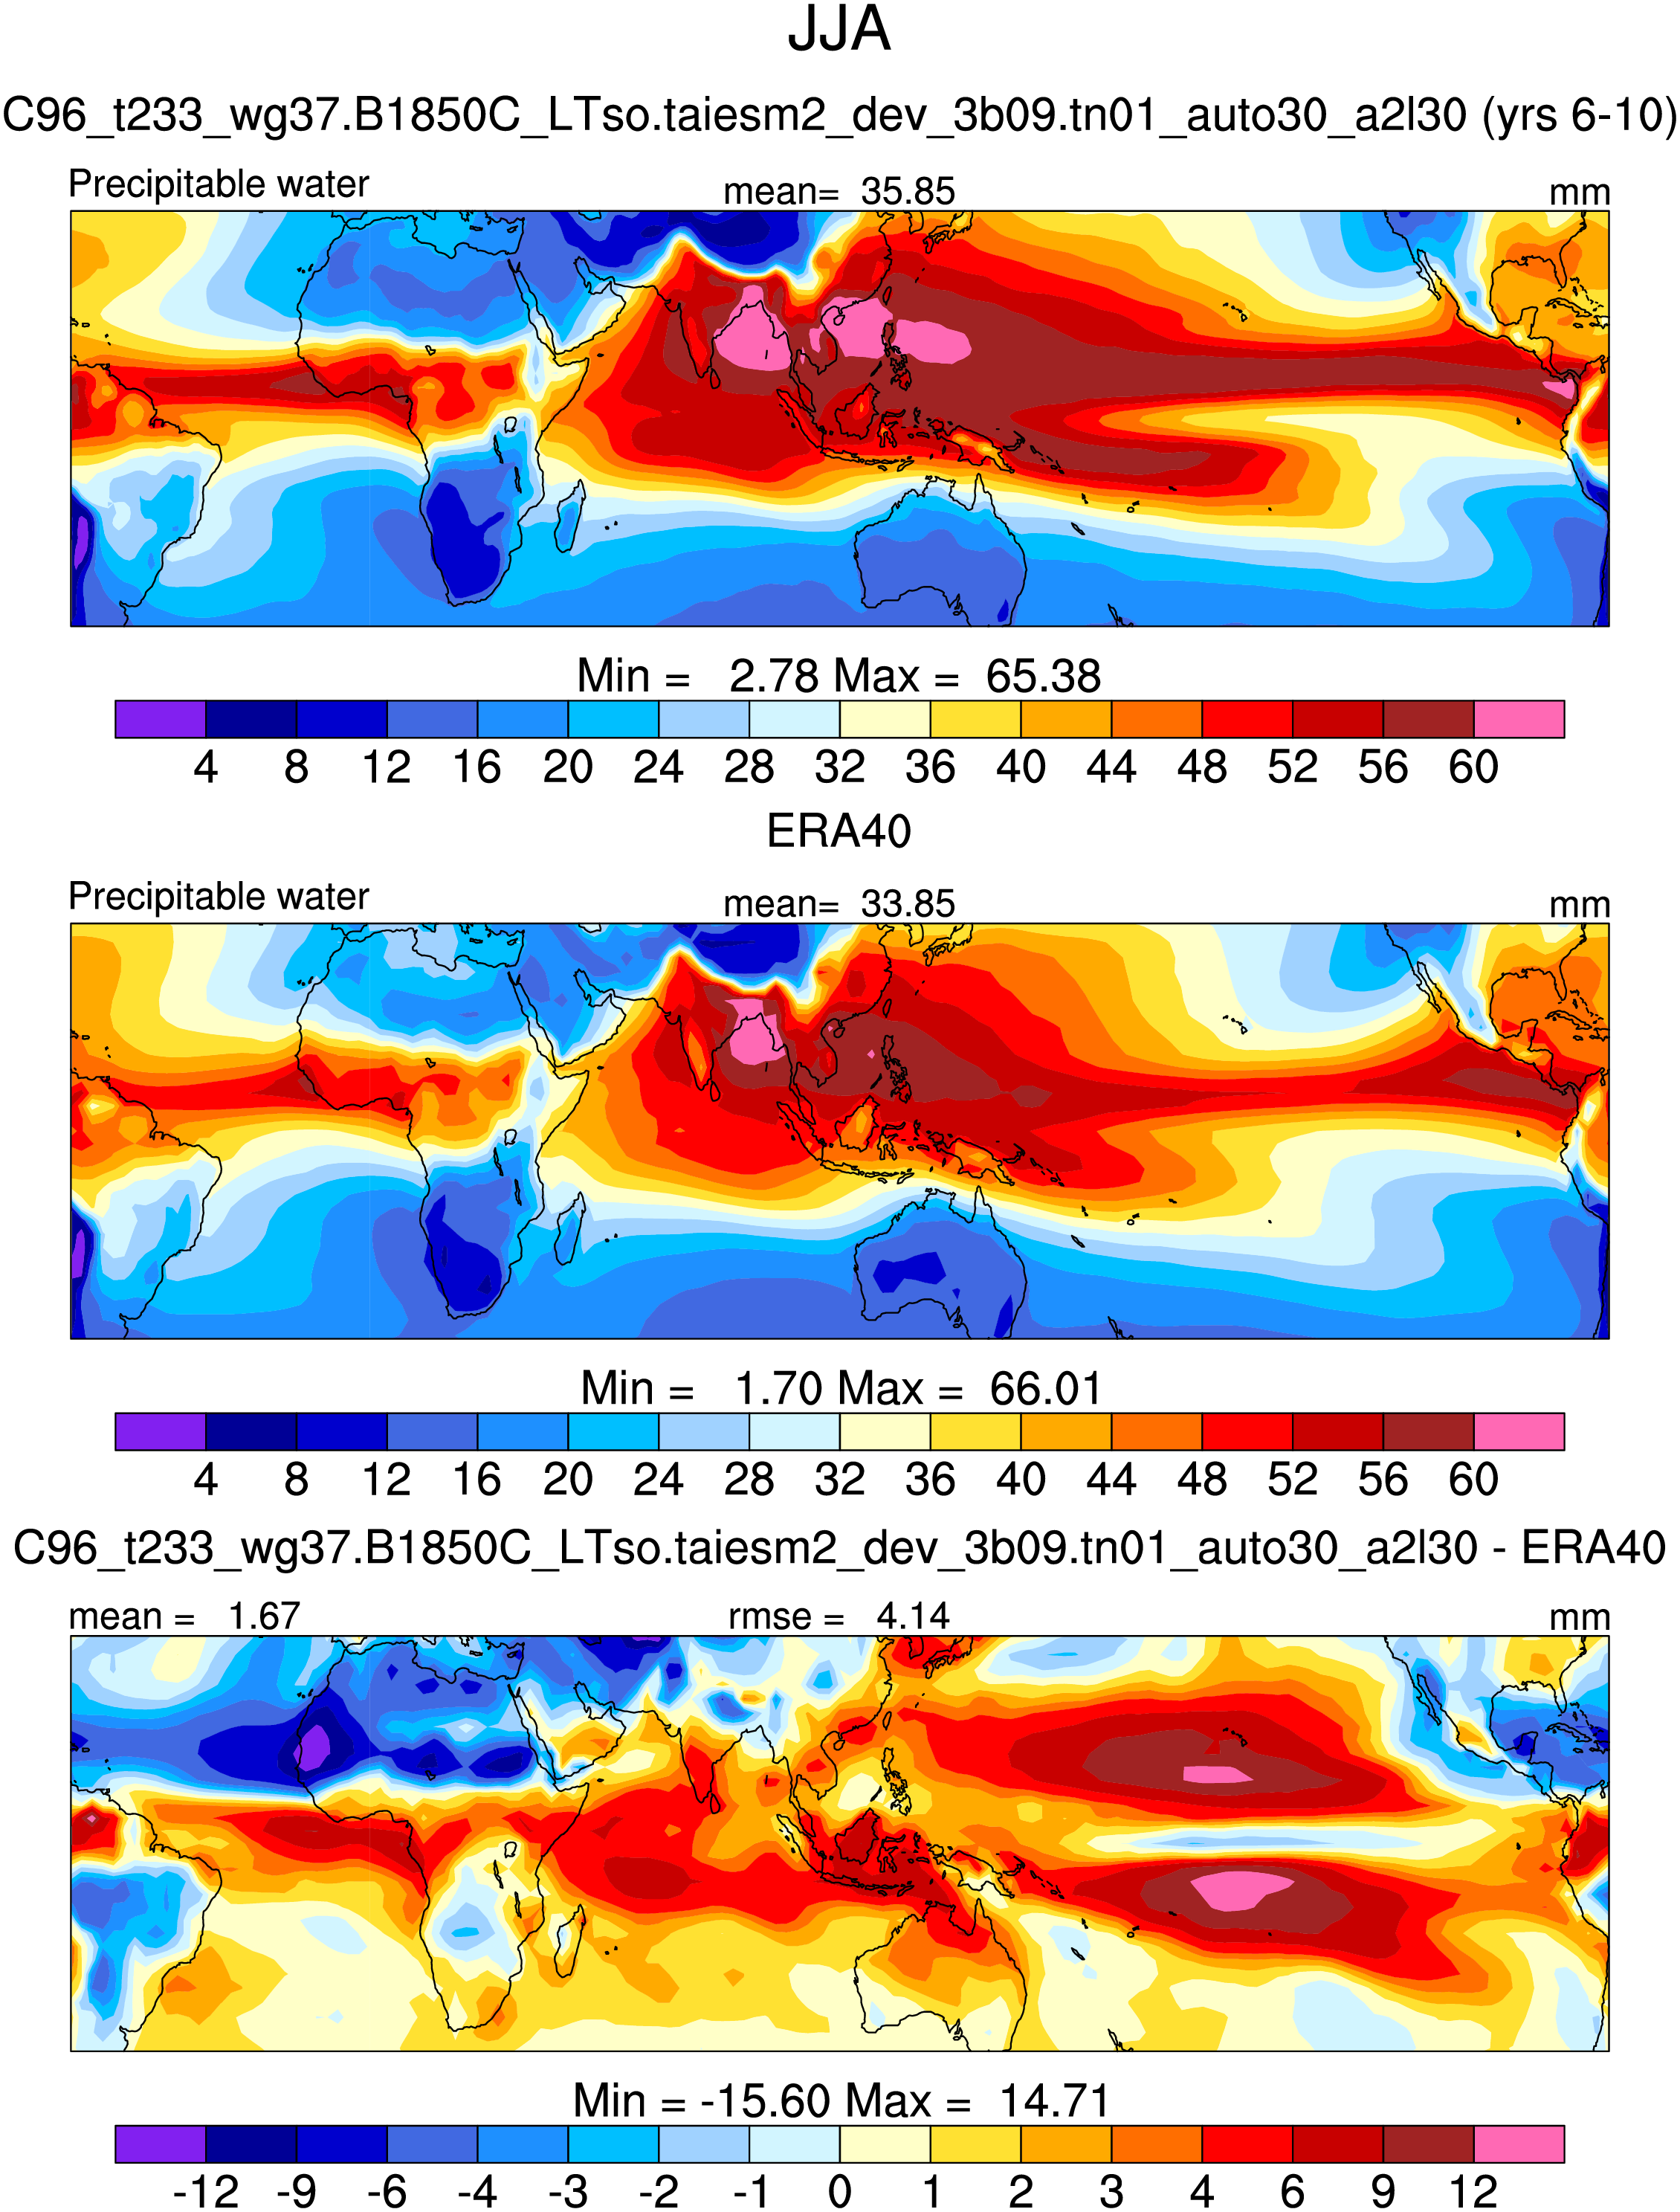 JJA
C96_t233_wg37.B1850C_LTso.taiesm2_dev_3b09.tn01_auto30_a2l30 (yrs 6-10)
Precipitable water mean= 35.85 mm
Min = 2.78 Max = 65.38
4 8 12 16 20 24 28 32 36 40 44 48 52 56 60
ERA40
Precipitable water mean= 33.85 mm
Min = 1.70 Max = 66.01
4 8 12 16 20 24 28 32 36 40 44 48 52 56 60
C96_t233_wg37.B1850C_LTso.taiesm2_dev_3b09.tn01_auto30_a2l30 - ERA40
mean = 1.67 rmse = 4.14 mm
Min = -15.60 Max = 14.71
-12 -9 -6 -4 -3 -2 -1 0 1 2 3 4 6 9 12